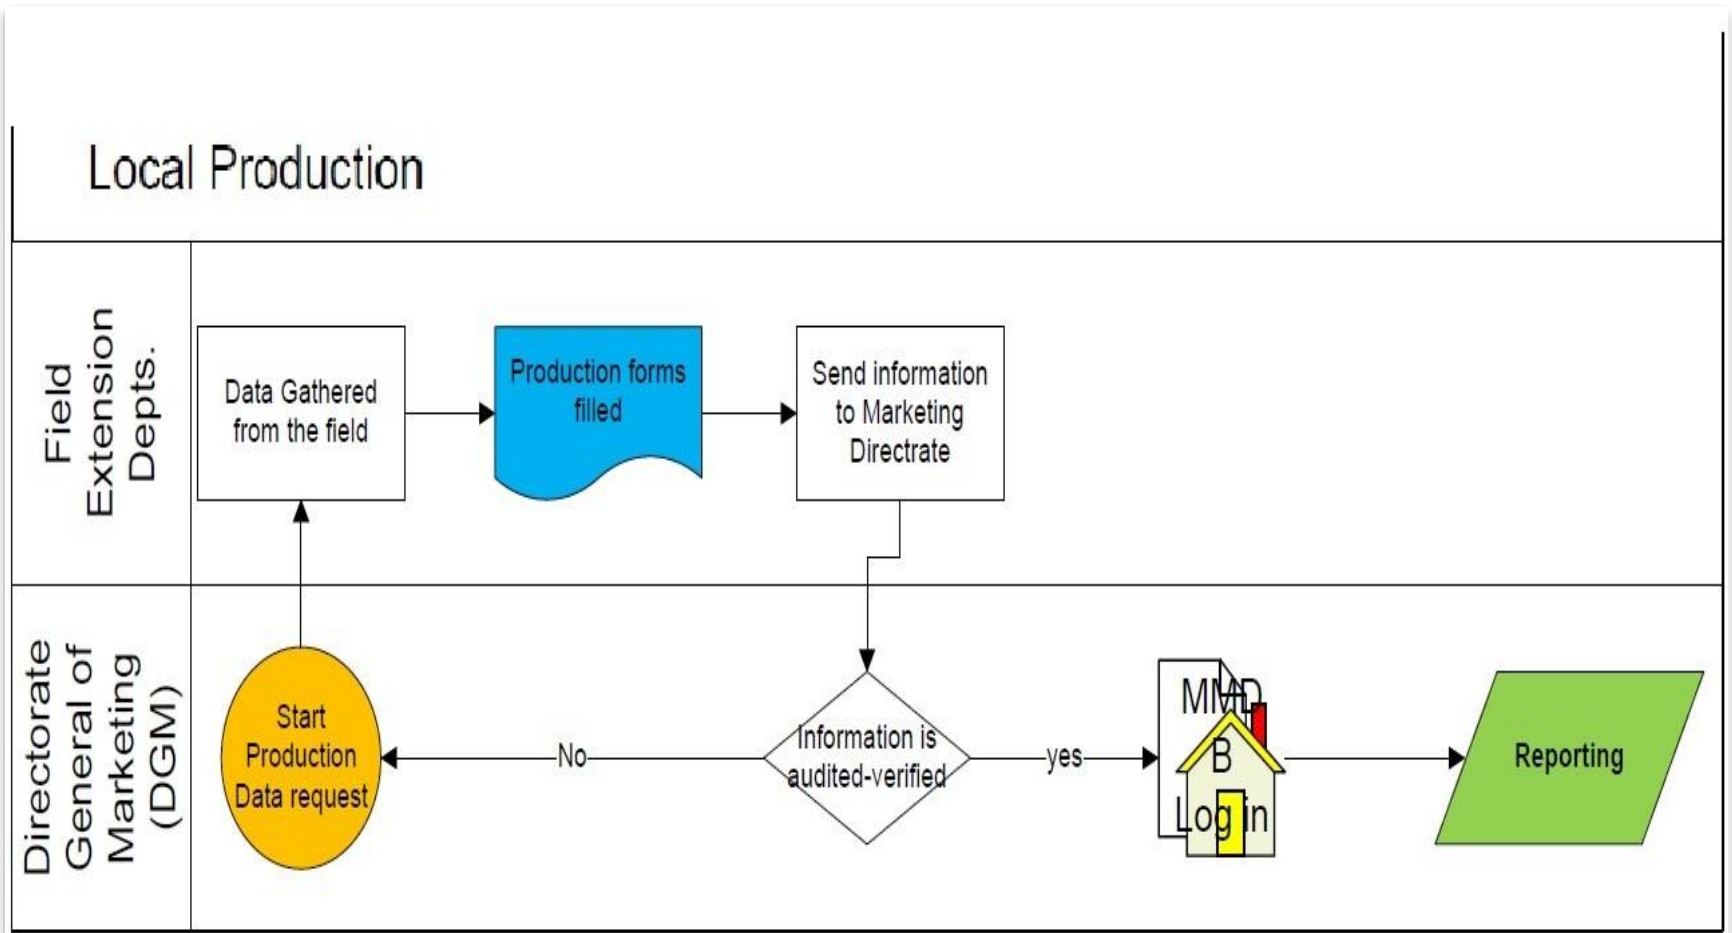 Local Production
Field
Extension
Depts.
Data Gathered
from the field
Production forms
filled
Send information
to Marketing
Directrate
Directorate
General of
Marketing
(DGM)
Start
Production
Data request
No
Information is
audited-verified
yes
MMD
B
Log in
Reporting